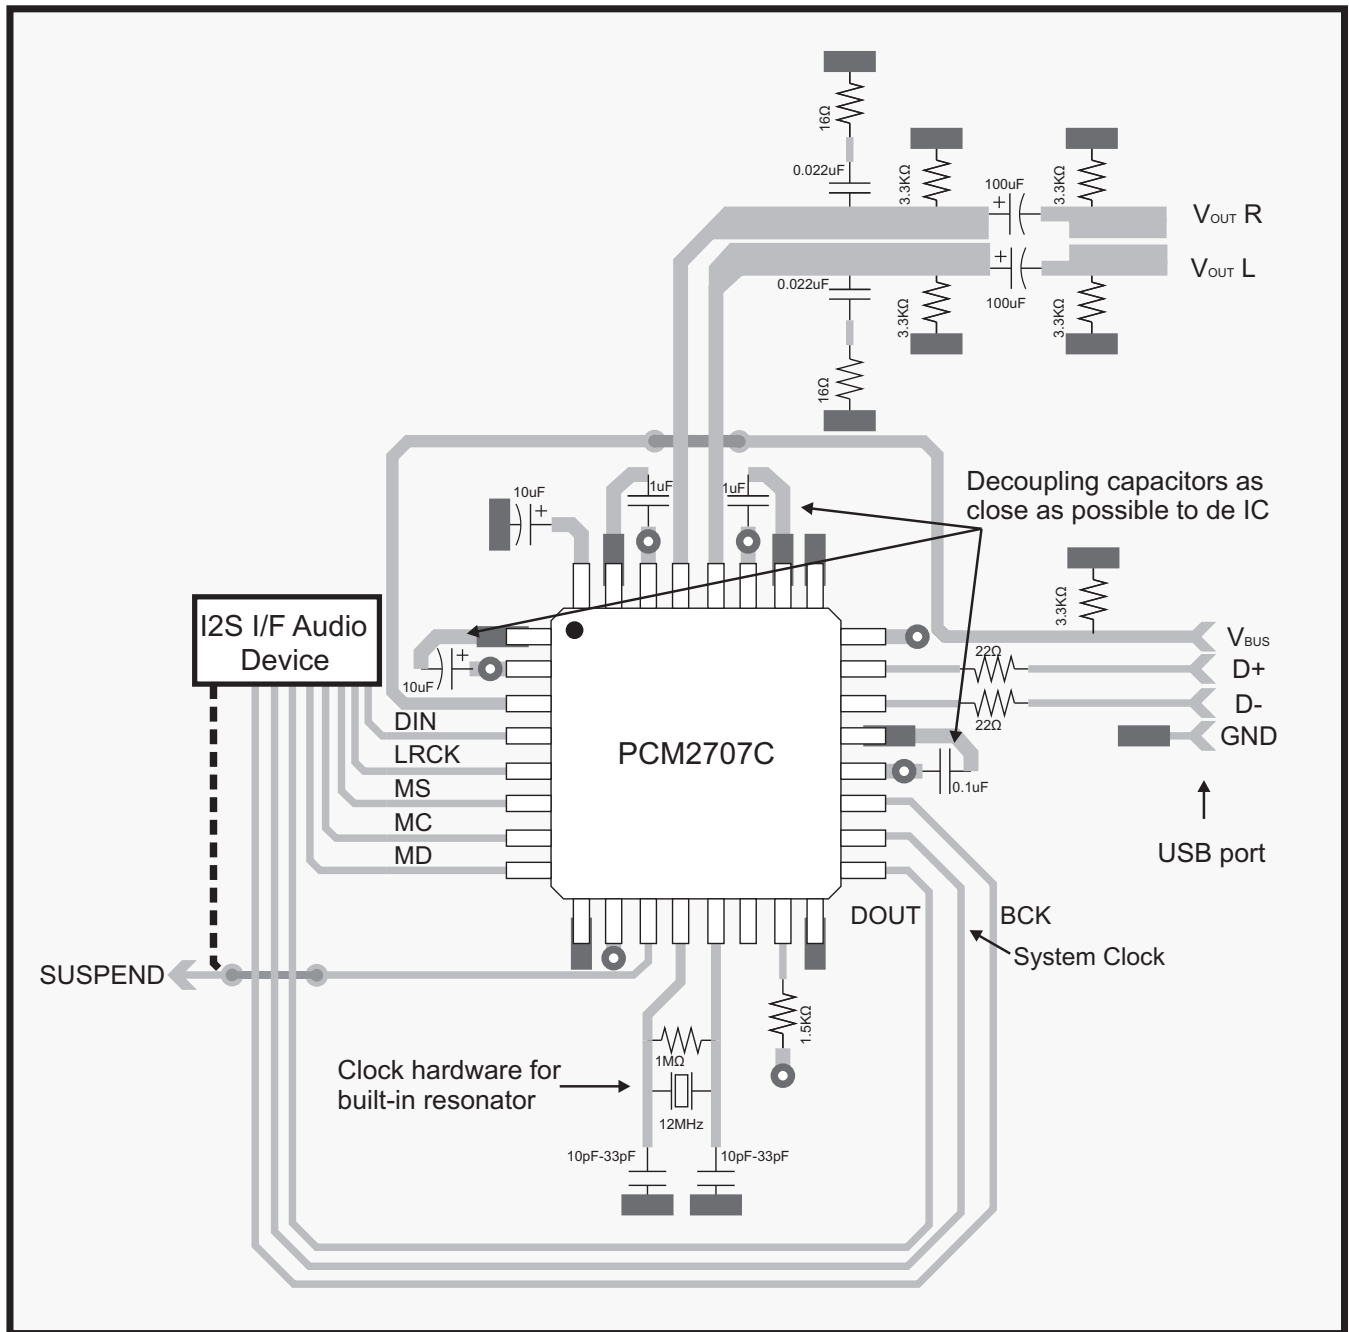 16Ω
0.022uF
3.3KΩ
100uF
3.3KΩ
+
VOUT R
+
VOUT L
0.022uF
3.3KΩ
100uF
3.3KΩ
16Ω
Decoupling capacitors as
close as possible to de IC
10uF
+
1uF
1uF
3.3KΩ
I2S I/F Audio
Device
+
10uF
22Ω
22Ω
VBUS
D+
D-
GND
DIN
LRCK
MS
MC
MD
PCM2707C
0.1uF
USB port
DOUT
BCK
System Clock
SUSPEND
1.5KΩ
1MΩ
Clock hardware for
built-in resonator
12MHz
10pF-33pF
10pF-33pF